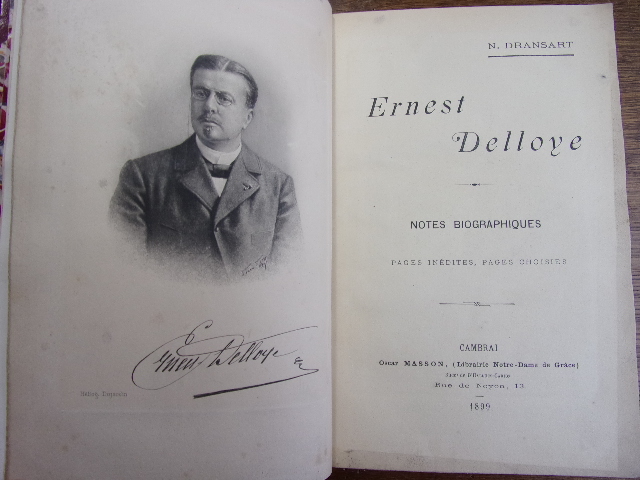 Ernest Delloye
N. DRANSART
Ernest
Delloye
NOTES BIOGRAPHIQUES
PAGES INÉDITES, PAGES CHOISIES
CAMBRAI
Oscar MASSON, (Librairie Notre-Dame de Grâce)
Rue de Noyon, 13
1899